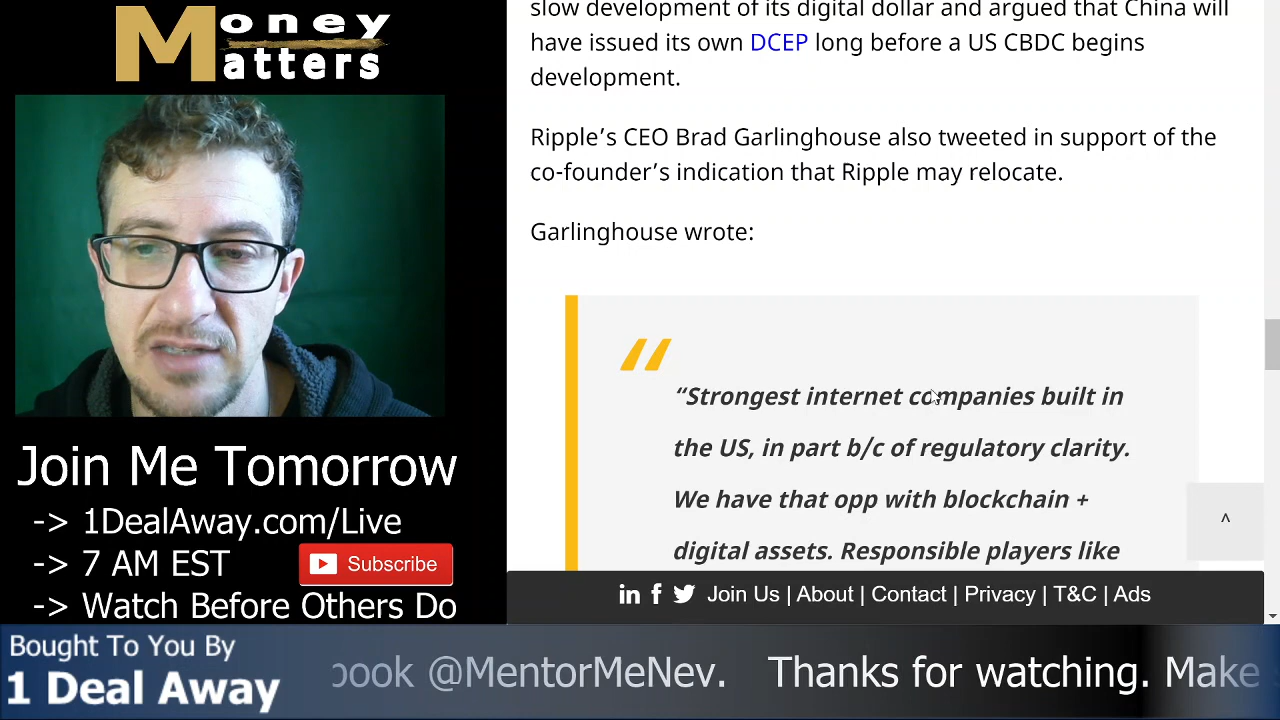 Money
Matters
Join Me Tomorrow
-> 1DealAway.com/Live
-> 7 AM EST
Subscribe
-> Watch Before Others Do
slow development of its digital dollar and argued that China will
have issued its own DCEP long before a US CBDC begins
development.
Ripple’s CEO Brad Garlinghouse also tweeted in support of the
co-founder’s indication that Ripple may relocate.
Garlinghouse wrote:
“
“Strongest internet companies built in
the US, in part b/c of regulatory clarity.
We have that opp with blockchain +
digital assets. Responsible players like
^
in f Join Us | About | Contact | Privacy | T&C | Ads
Bought To You By
1 Deal Away
book @MentorMeNev. Thanks for watching. Make